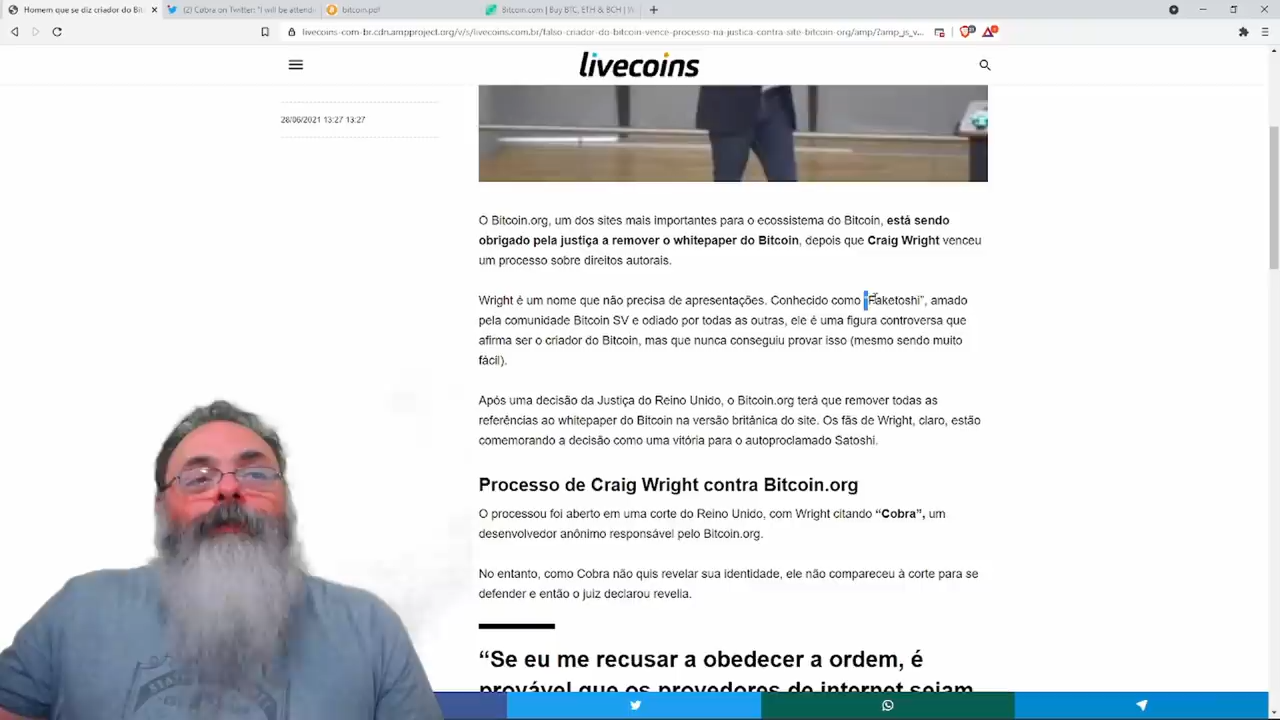 Homem que se diz criador do Bit
(2) Cøbra on Twitter: "I will be attend
bitcoin.pdf
Bitcoin.com | Buy BTC, ETH & BCH |
livecoins-com-br.cdn.ampproject.org/v/s/livecoins.com.br/falso-criador-do-bitcoin-vence-processo-na-justica-contra-site-bitcoin-org/amp/?amp_js_v...
livecoins
28/06/2021 13:27 13:27
O Bitcoin.org, um dos sites mais importantes para o ecossistema do Bitcoin, está sendo
obrigado pela justiça a remover o whitepaper do Bitcoin, depois que Craig Wright venceu
um processo sobre direitos autorais.
Wright é um nome que não precisa de apresentações. Conhecido como “Faketoshi”, amado
pela comunidade Bitcoin SV e odiado por todas as outras, ele é uma figura controversa que
afirma ser o criador do Bitcoin, mas que nunca conseguiu provar isso (mesmo sendo muito
fácil).
Após uma decisão da Justiça do Reino Unido, o Bitcoin.org terá que remover todas as
referências ao whitepaper do Bitcoin na versão britânica do site. Os fãs de Wright, claro, estão
comemorando a decisão como uma vitória para o autoproclamado Satoshi.
Processo de Craig Wright contra Bitcoin.org
O processou foi aberto em uma corte do Reino Unido, com Wright citando “Cobra”, um
desenvolvedor anônimo responsável pelo Bitcoin.org.
No entanto, como Cobra não quis revelar sua identidade, ele não compareceu à corte para se
defender e então o juiz declarou revelia.
“Se eu me recusar a obedecer a ordem, é
provável que os provedores de internet sejam